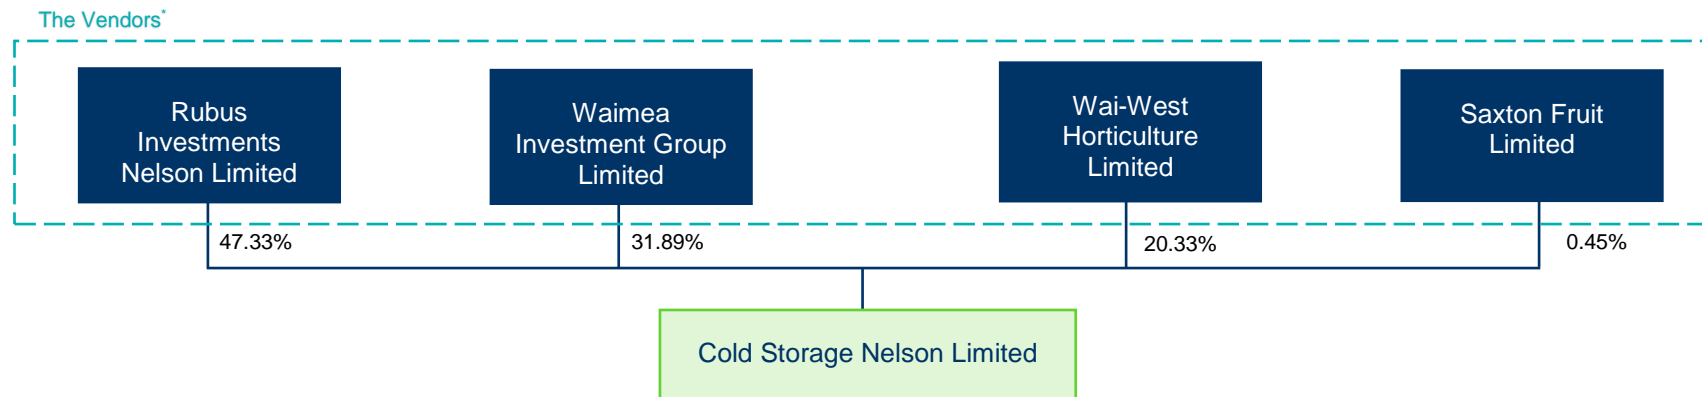 The Vendors*
Rubus
Investments
Nelson Limited
Waimea
Investment Group
Limited
Wai-West
Horticulture
Limited
Saxton Fruit
Limited
47.33%
31.89%
20.33%
0.45%
Cold Storage Nelson Limited